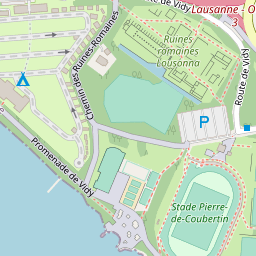 Lausanne -
3
Ruines
romaines
Lousonna
Route de Vidy
Route de Vidy
Chemin des Ruines-Romaines
P
Promenade de Vidy
Stade Pierre-
de-Coubertin